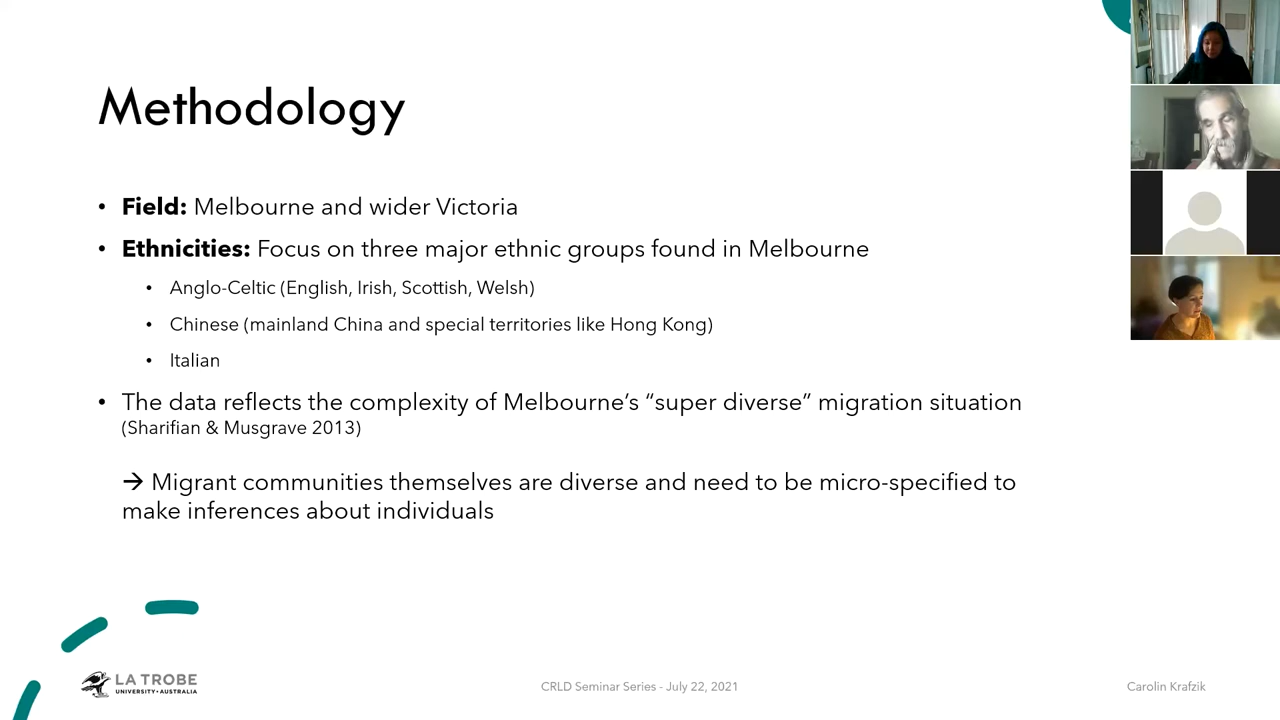 Methodology
• Field: Melbourne and wider Victoria
• Ethnicities: Focus on three major ethnic groups found in Melbourne
• Anglo-Celtic (English, Irish, Scottish, Welsh)
• Chinese (mainland China and special territories like Hong Kong)
• Italian
• The data reflects the complexity of Melbourne’s “super diverse” migration situation
(Sharifian & Musgrave 2013)
→ Migrant communities themselves are diverse and need to be micro-specified to
make inferences about individuals
LA TROBE
UNIVERSITY•AUSTRALIA
CRLD Seminar Series - July 22, 2021
Carolin Krafzik